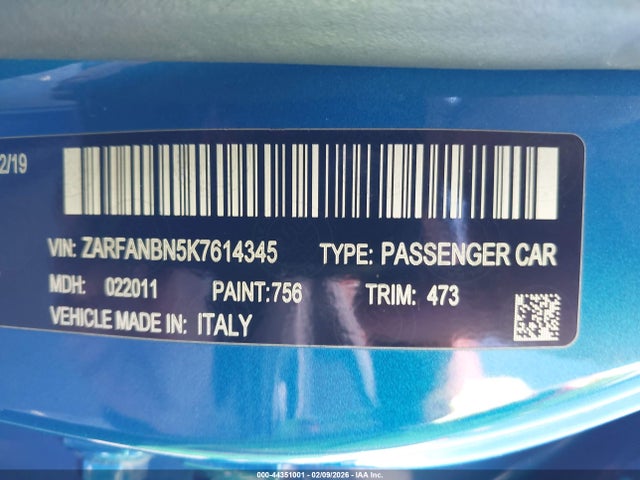 2/19
VIN: ZARFANBN5K7614345 TYPE: PASSENGER CAR
MDH: 022011 PAINT:756 TRIM: 473
VEHICLE MADE IN: ITALY
000-44351001 - 02/09/2026 - IAA Inc.